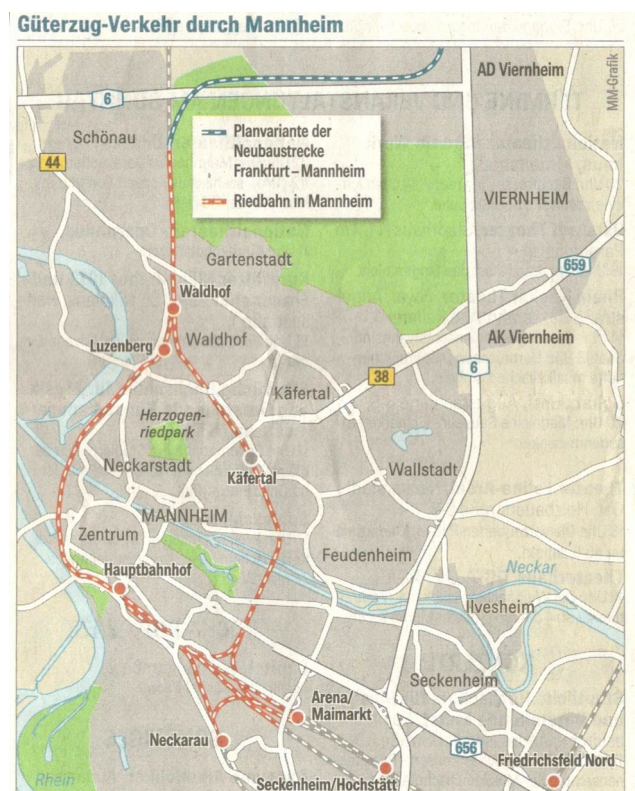 Güterzug-Verkehr durch Mannheim
AD Viernheim
MM-Grafik
6
Schönau
44
Planvariante der
Neubaustrecke
Frankfurt – Mannheim
Riedbahn in Mannheim
VIERNHEIM
Gartenstadt
659
Waldhof
Waldhof
Luzenberg
AK Viernheim
6
38
Käfertal
Herzogen-
riedpark
Neckarstadt
Käfertal
Wallstadt
MANNHEIM
Zentrum
Feudenheim
Hauptbahnhof
Neckar
Ilvesheim
Seckenheim
Arena/
Maimarkt
Neckarau
656
Friedrichsfeld Nord
Rhein
Seckenheim/Hochstätt